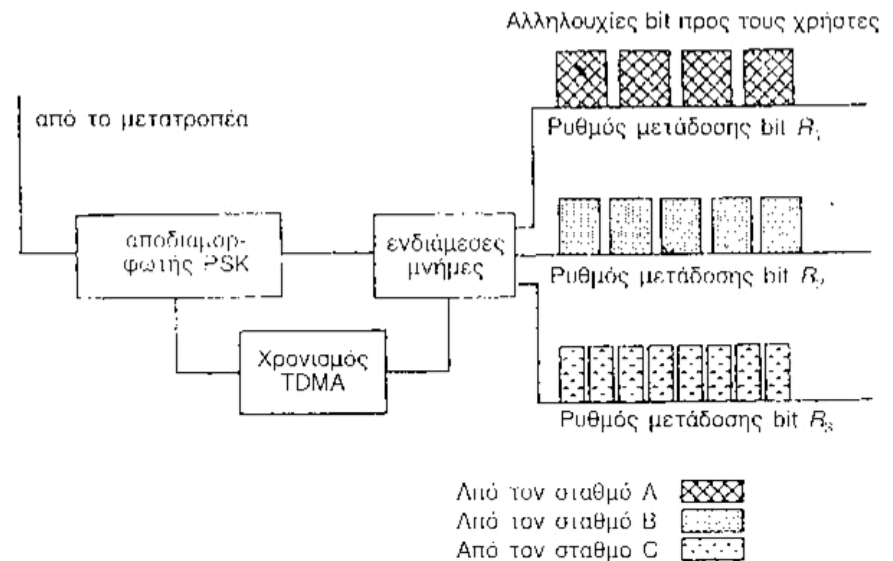 Αλληλουχίες bit προς τους χρήστες
από το μετατροπέα
Ρυθμός μετάδοσης bit R₁
αποδιαμορ-
φωτής PSK
ενδιάμεσες
μνήμες
Ρυθμός μετάδοσης bit R₂
Χρονισμός
TDMA
Ρυθμός μετάδοσης bit R₃
Από τον σταθμό A
Από τον σταθμό B
Από τον σταθμο C